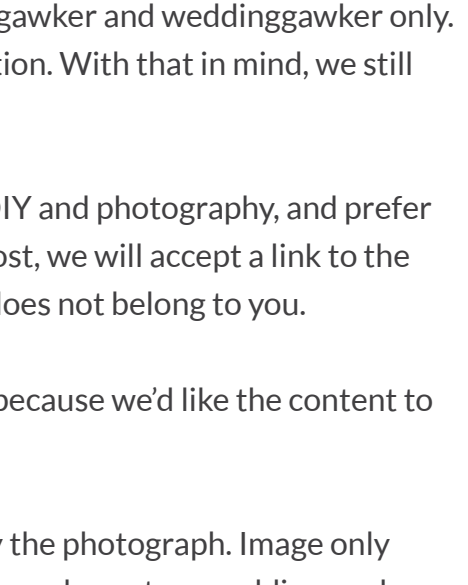 gawker and weddinggawker only.
tion. With that in mind, we still
DIY and photography, and prefer
ost, we will accept a link to the
does not belong to you.
because we’d like the content to
the photograph. Image only